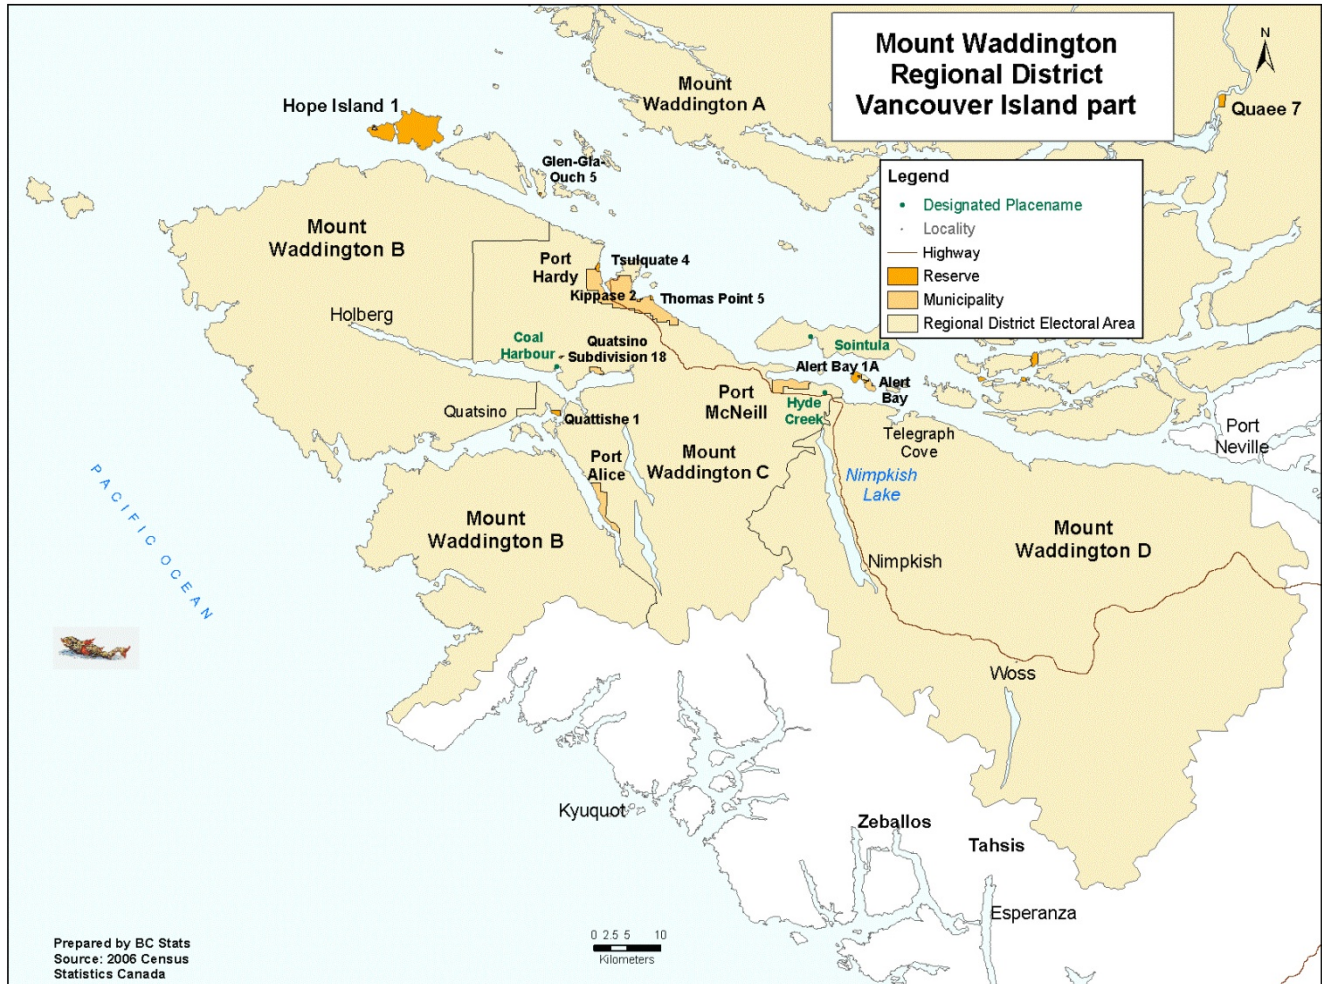 Mount Waddington
Regional District
Vancouver Island part
N
Mount
Waddington A
Quaee 7
Hope Island 1
Glen-Gla-
Ouch 5
Legend
Designated Placename
Locality
Highway
Reserve
Municipality
Regional District Electoral Area
Mount
Waddington B
Port
Hardy
Tsulquate 4
Kippase 2
Thomas Point 5
Holberg
Coal
Harbour
Quatsino
Subdivision 18
Sointula
Alert Bay 1A
Alert
Bay
Port
McNeill
Hyde
Creek
Quatsino
Quattishe 1
Telegraph
Cove
Port
Neville
Port
Alice
Mount
Waddington C
Nimpkish
Lake
PACIFIC OCEAN
Mount
Waddington B
Mount
Waddington D
Nimpkish
Woss
Kyuquot
Zeballos
Tahsis
Esperanza
0 2.5 5 10
Kilometers
Prepared by BC Stats
Source: 2006 Census
Statistics Canada